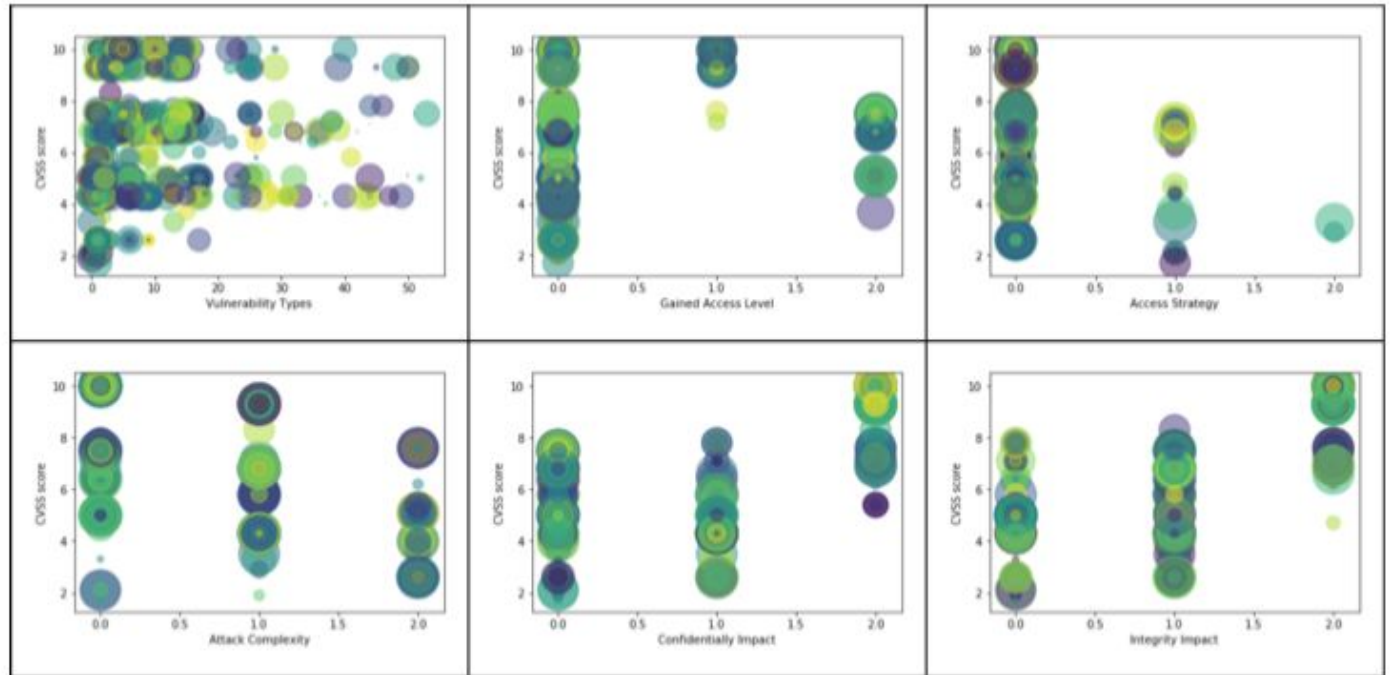 10
8
6
4
2
CVSS score
0 10 20 30 40 50
Vulnerability Types
10
8
6
4
2
CVSS score
0.0 0.5 1.0 1.5 2.0
Gained Access Level
10
8
6
4
2
CVSS score
0.0 0.5 1.0 1.5 2.0
Access Strategy
10
8
6
4
2
CVSS score
0.0 0.5 1.0 1.5 2.0
Attack Complexity
10
8
6
4
2
CVSS score
0.0 0.5 1.0 1.5 2.0
Confidentially Impact
10
8
6
4
2
CVSS score
0.0 0.5 1.0 1.5 2.0
Integrity Impact